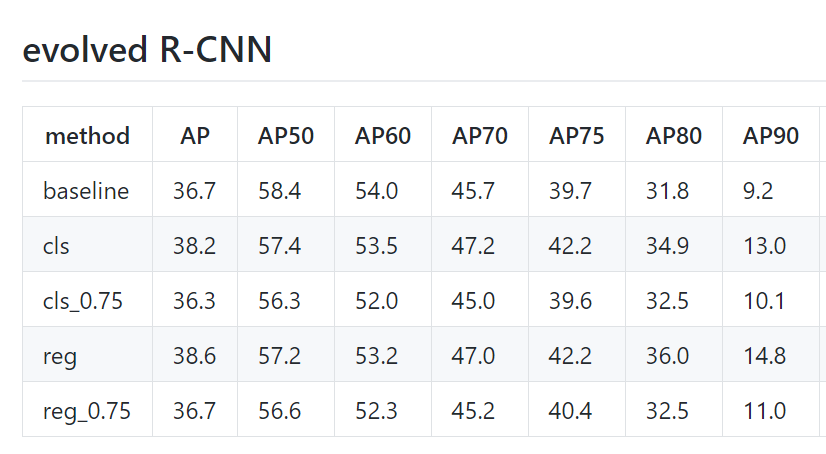 evolved R-CNN
method AP AP50 AP60 AP70 AP75 AP80 AP90
baseline 36.7 58.4 54.0 45.7 39.7 31.8 9.2
cls 38.2 57.4 53.5 47.2 42.2 34.9 13.0
cls_0.75 36.3 56.3 52.0 45.0 39.6 32.5 10.1
reg 38.6 57.2 53.2 47.0 42.2 36.0 14.8
reg_0.75 36.7 56.6 52.3 45.2 40.4 32.5 11.0